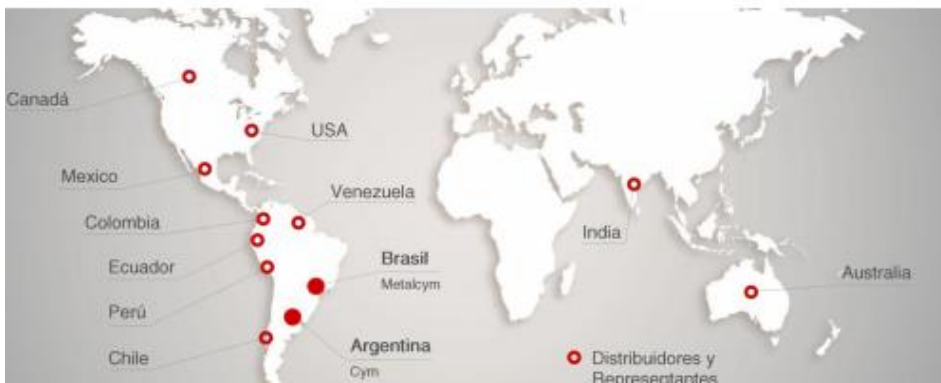 Canadá
USA
Mexico
Venezuela
Colombia
India
Ecuador
Brasil
Metalcym
Australia
Perú
Argentina
Cym
Chile
Distribuidores y
Representantes